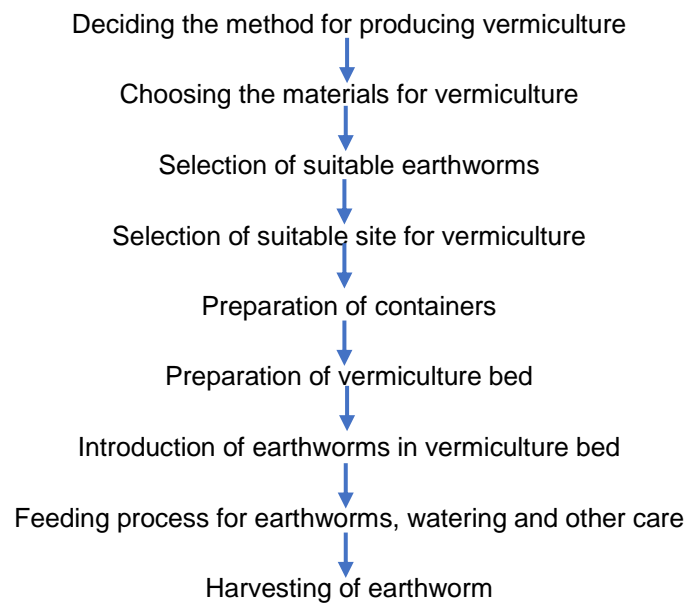 Deciding the method for producing vermiculture
Choosing the materials for vermiculture
Selection of suitable earthworms
Selection of suitable site for vermiculture
Preparation of containers
Preparation of vermiculture bed
Introduction of earthworms in vermiculture bed
Feeding process for earthworms, watering and other care
Harvesting of earthworm